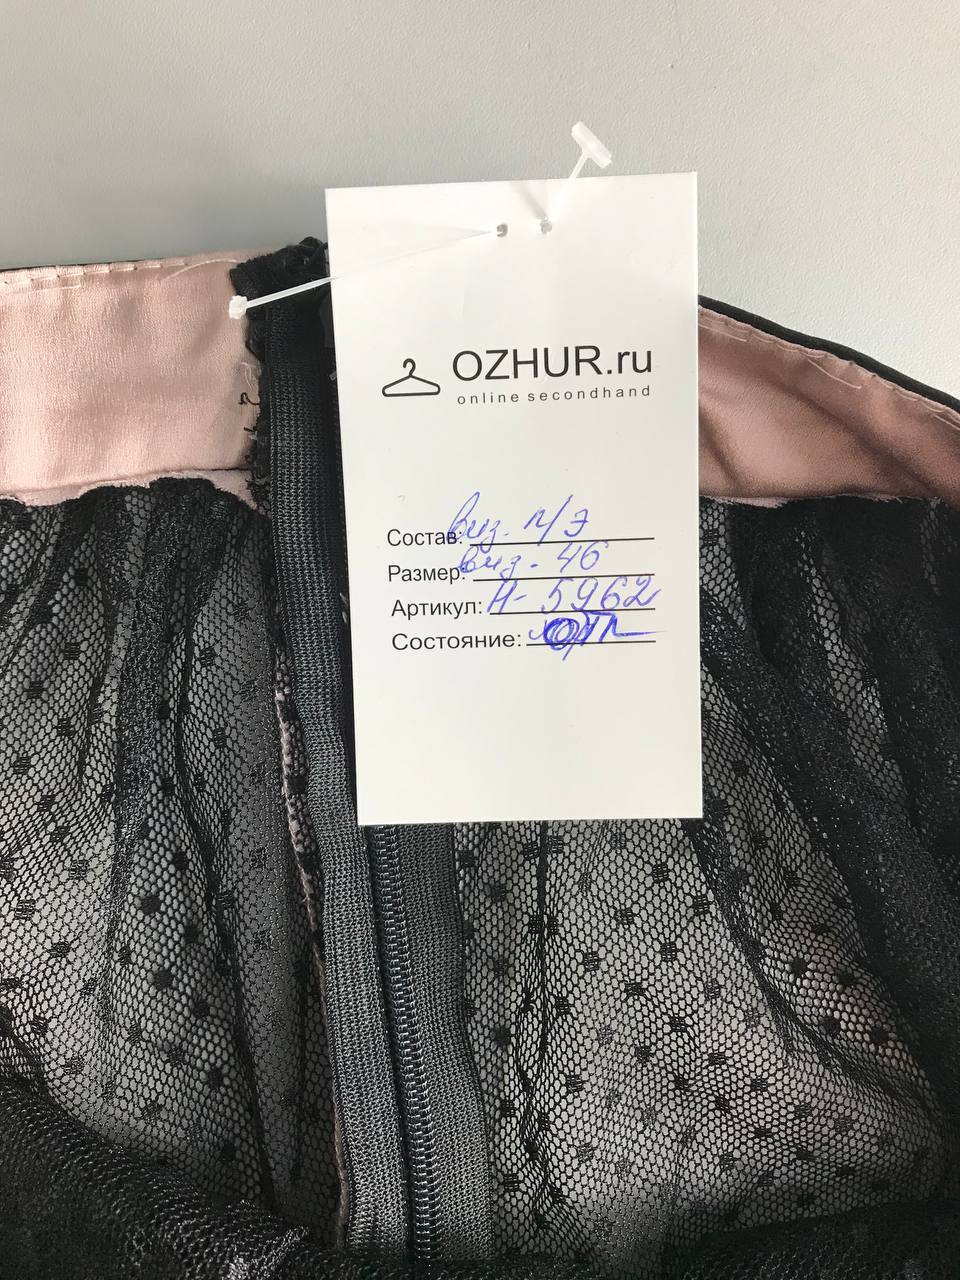 OZHUR.ru
online secondhand
Состав: виз. п/э
Размер: виз. 46
Артикул: Н-5962
Состояние: